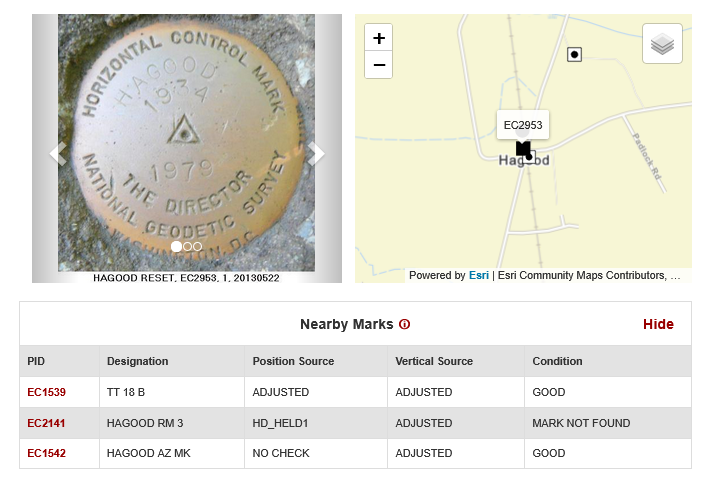 HORIZONTAL CONTROL MARK
HAGOOD
1934
1979
THE DIRECTOR
NATIONAL GEODETIC SURVEY
WASHINGTON, D.C.
HAGOOD RESET, EC2953, 1, 20130522
+
−
EC2953
Hagood
Padlock Rd
Powered by Esri | Esri Community Maps Contributors, ...
Nearby Marks
Hide
PID Designation Position Source Vertical Source Condition
EC1539 TT 18 B ADJUSTED ADJUSTED GOOD
EC2141 HAGOOD RM 3 HD_HELD1 ADJUSTED MARK NOT FOUND
EC1542 HAGOOD AZ MK NO CHECK ADJUSTED GOOD